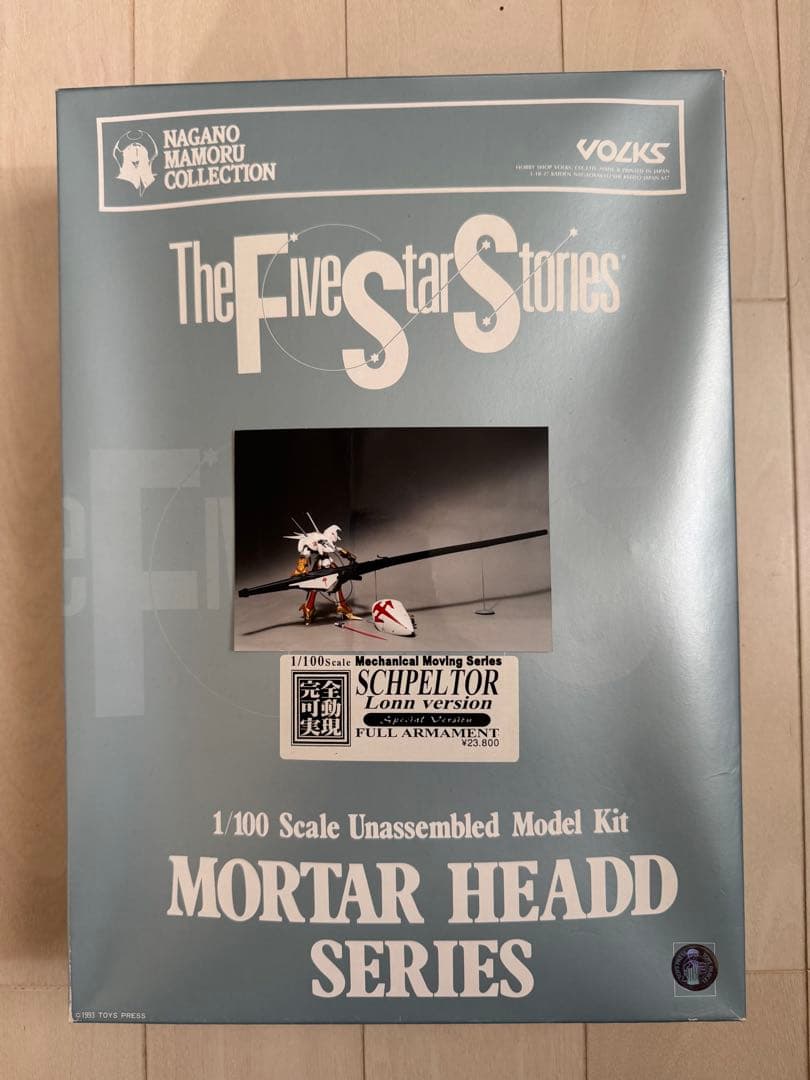 NAGANO
MAMORU
COLLECTION
VOLKS
The Five Star Stories
1/100 Scale Mechanical Moving Series
完全可動実現
SCHPELTOR
Lonn version
Special Version
FULL ARMAMENT
¥23.800
1/100 Scale Unassembled Model Kit
MORTAR HEADD
SERIES
©1993 TOYS PRESS